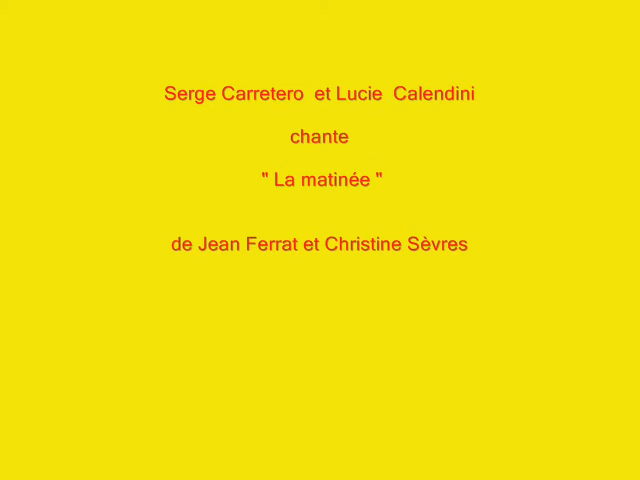 Serge Carretero et Lucie Calendini
chante
" La matinée "
de Jean Ferrat et Christine Sèvres